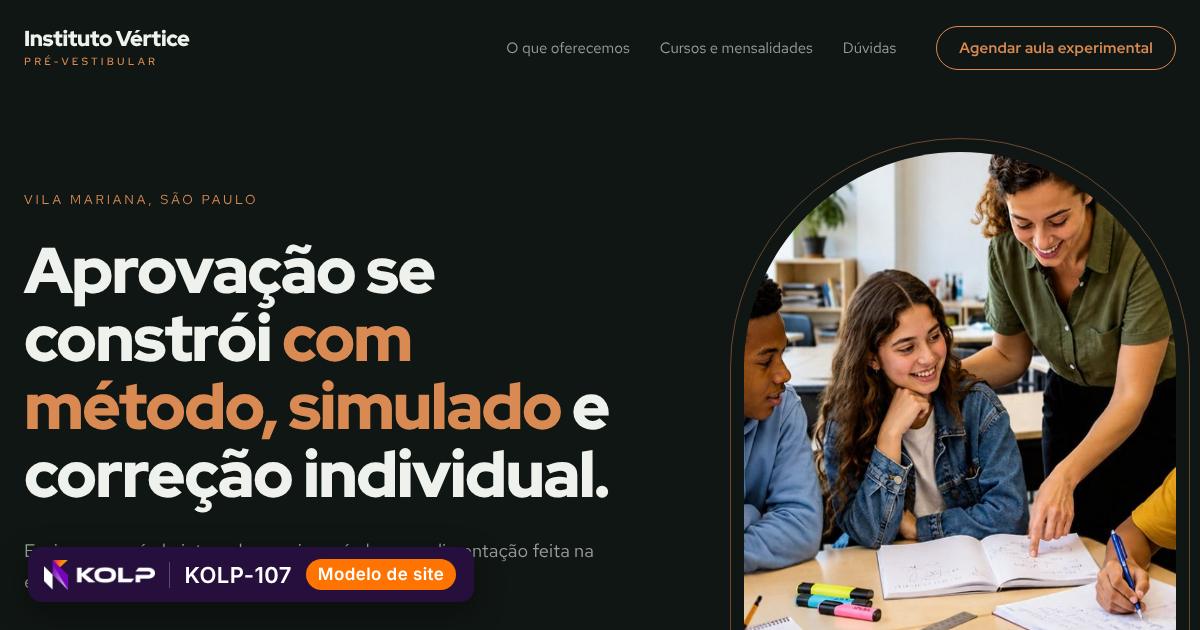 Instituto Vértice
PRÉ-VESTIBULAR
O que oferecemos
Cursos e mensalidades
Dúvidas
Agendar aula experimental
VILA MARIANA, SÃO PAULO
Aprovação se
constrói com
método, simulado e
correção individual.
feita na
KOLP
KOLP-107
Modelo de site